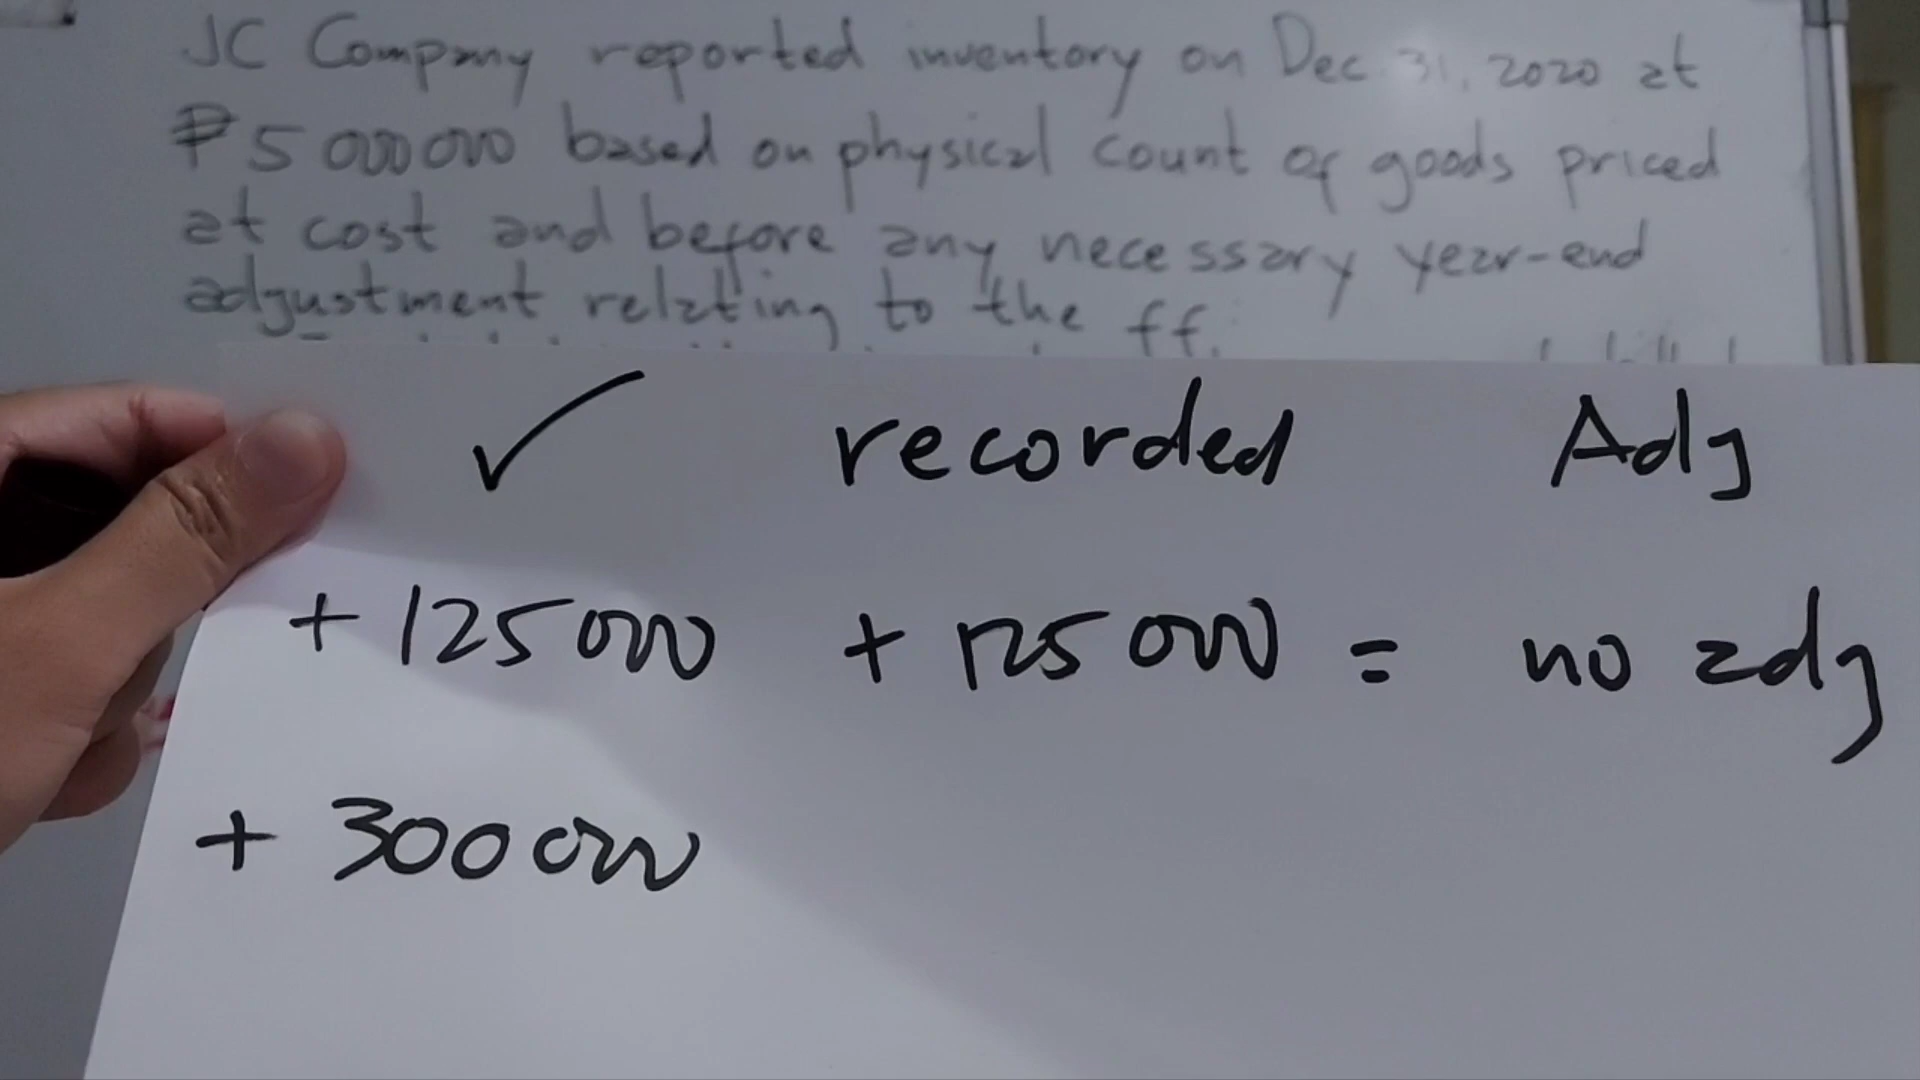 JC Company reported inventory on Dec. 31, 2020 at
₱5 000 000 based on physical count of goods priced
at cost and before any necessary year-end
adjustment relating to the ff.
✓ recorded Adj
+ 125 000 + 125 000 = no adj
+ 300 000